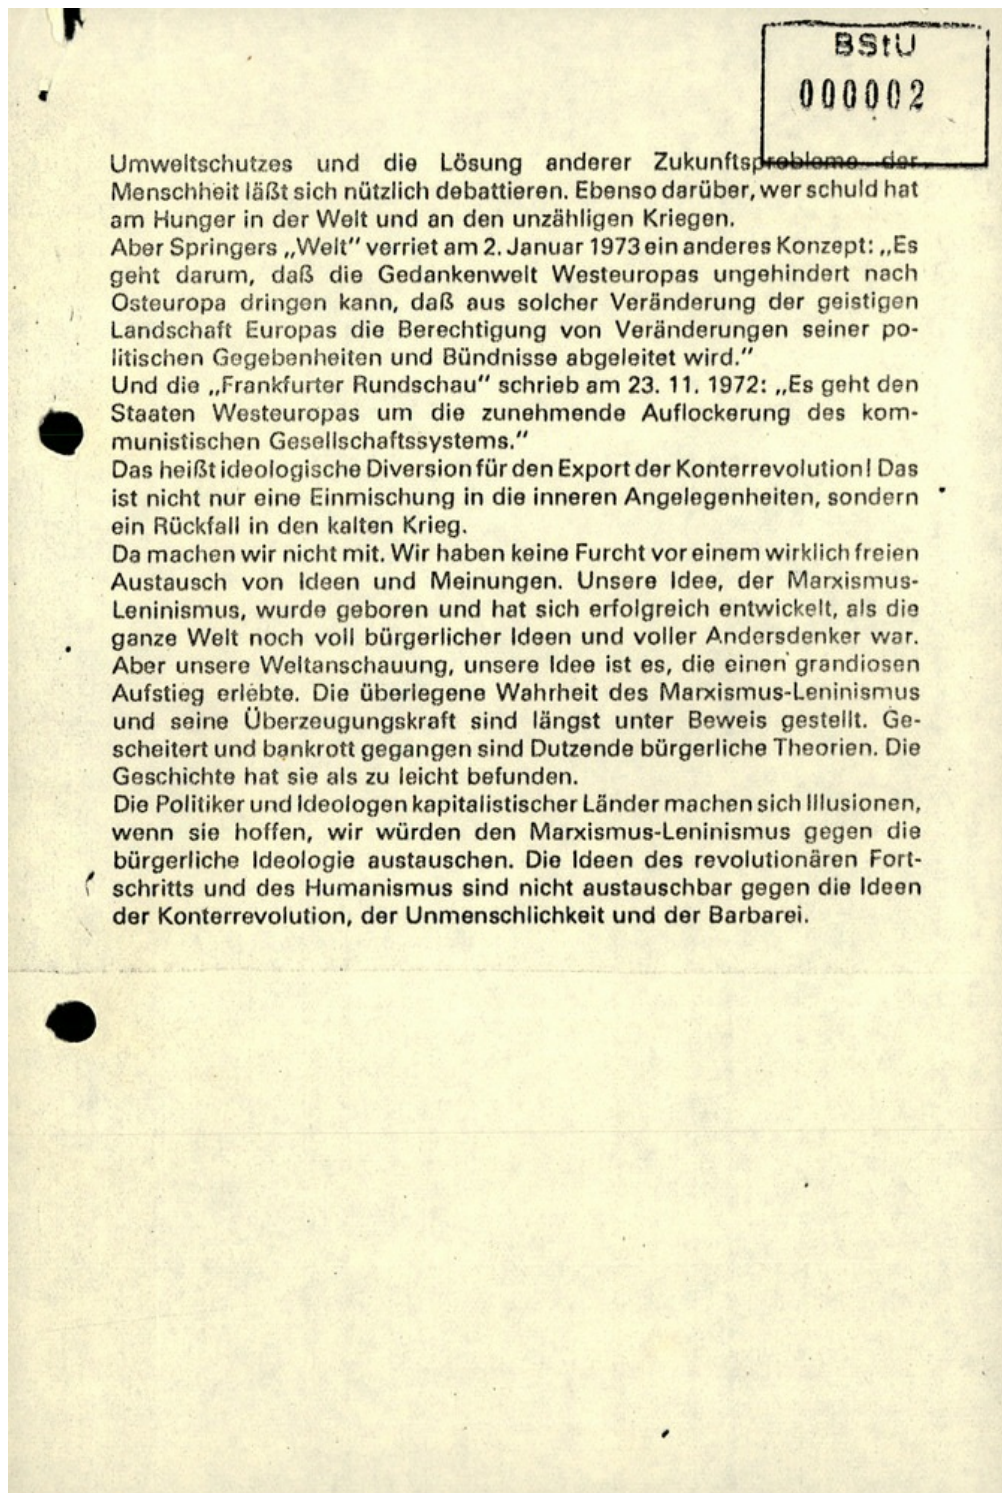 BStU
000002
Umweltschutzes und die Lösung anderer Zukunftsprobleme der
Menschheit läßt sich nützlich debattieren. Ebenso darüber, wer schuld hat
am Hunger in der Welt und an den unzähligen Kriegen.
Aber Springers „Welt" verriet am 2. Januar 1973 ein anderes Konzept: „Es
geht darum, daß die Gedankenwelt Westeuropas ungehindert nach
Osteuropa dringen kann, daß aus solcher Veränderung der geistigen
Landschaft Europas die Berechtigung von Veränderungen seiner po-
litischen Gegebenheiten und Bündnisse abgeleitet wird."
Und die „Frankfurter Rundschau" schrieb am 23. 11. 1972: „Es geht den
Staaten Westeuropas um die zunehmende Auflockerung des kom-
munistischen Gesellschaftssystems."
Das heißt ideologische Diversion für den Export der Konterrevolution! Das
ist nicht nur eine Einmischung in die inneren Angelegenheiten, sondern
ein Rückfall in den kalten Krieg.
Da machen wir nicht mit. Wir haben keine Furcht vor einem wirklich freien
Austausch von Ideen und Meinungen. Unsere Idee, der Marxismus-
Leninismus, wurde geboren und hat sich erfolgreich entwickelt, als die
ganze Welt noch voll bürgerlicher Ideen und voller Andersdenker war.
Aber unsere Weltanschauung, unsere Idee ist es, die einen grandiosen
Aufstieg erlebte. Die überlegene Wahrheit des Marxismus-Leninismus
und seine Überzeugungskraft sind längst unter Beweis gestellt. Ge-
scheitert und bankrott gegangen sind Dutzende bürgerliche Theorien. Die
Geschichte hat sie als zu leicht befunden.
Die Politiker und Ideologen kapitalistischer Länder machen sich Illusionen,
wenn sie hoffen, wir würden den Marxismus-Leninismus gegen die
bürgerliche Ideologie austauschen. Die Ideen des revolutionären Fort-
schritts und des Humanismus sind nicht austauschbar gegen die Ideen
der Konterrevolution, der Unmenschlichkeit und der Barbarei.